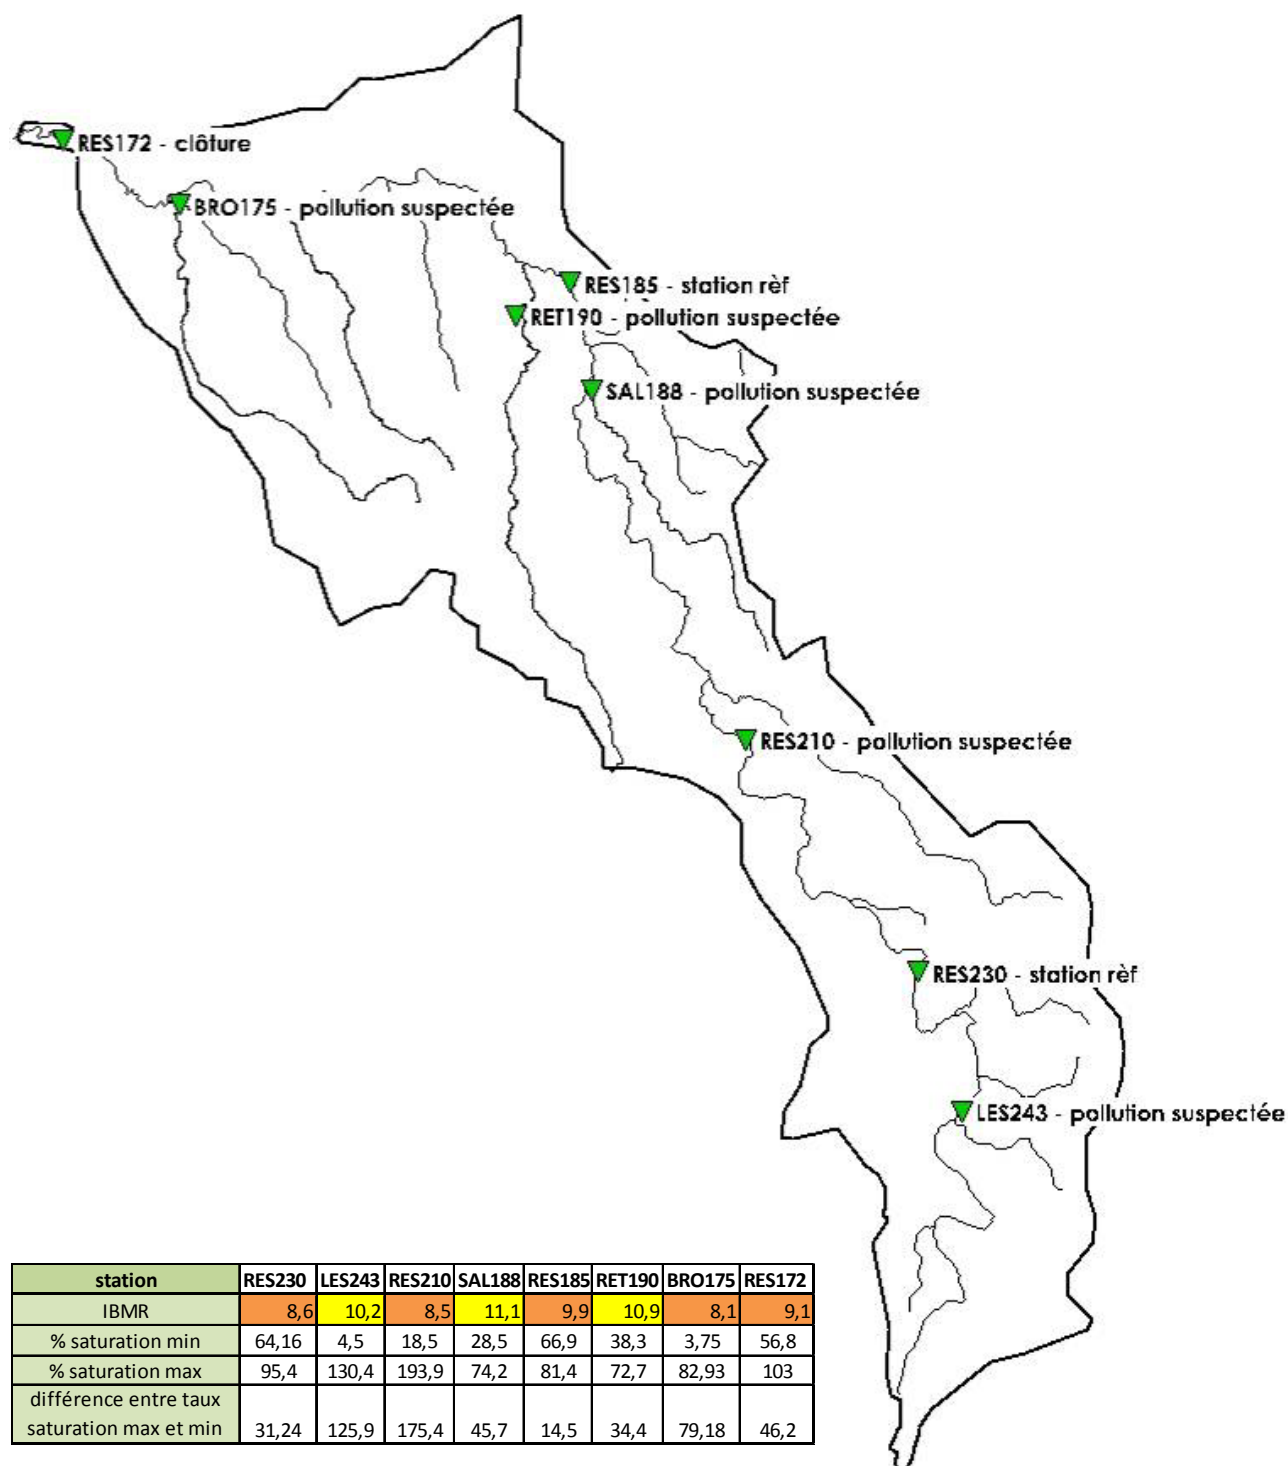 RES172 - clôture
BRO175 - pollution suspectée
RES185 - station rèf
RET190 - pollution suspectée
SAL188 - pollution suspectée
RES210 - pollution suspectée
RES230 - station rèf
LES243 - pollution suspectée
station RES230 LES243 RES210 SAL188 RES185 RET190 BRO175 RES172
IBMR 8,6 10,2 8,5 11,1 9,9 10,9 8,1 9,1
% saturation min 64,16 4,5 18,5 28,5 66,9 38,3 3,75 56,8
% saturation max 95,4 130,4 193,9 74,2 81,4 72,7 82,93 103
différence entre taux
saturation max et min 31,24 125,9 175,4 45,7 14,5 34,4 79,18 46,2